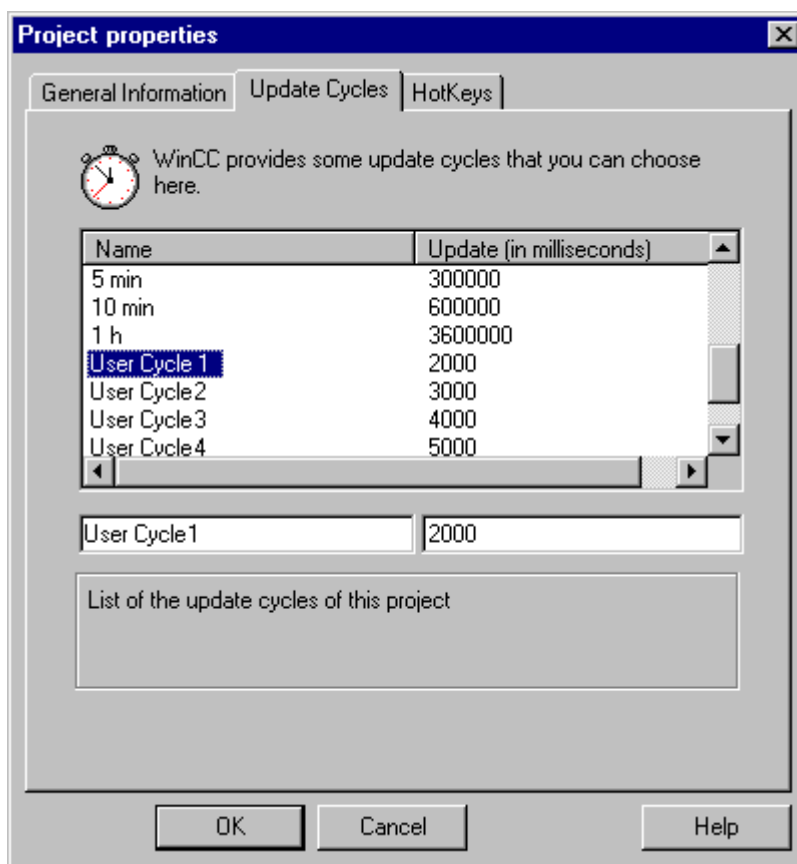 Project properties
General Information Update Cycles HotKeys
WinCC provides some update cycles that you can choose
here.
Name Update (in milliseconds)
5 min 300000
10 min 600000
1 h 3600000
User Cycle 1 2000
User Cycle2 3000
User Cycle3 4000
User Cycle4 5000
User Cycle1 2000
List of the update cycles of this project
OK Cancel Help